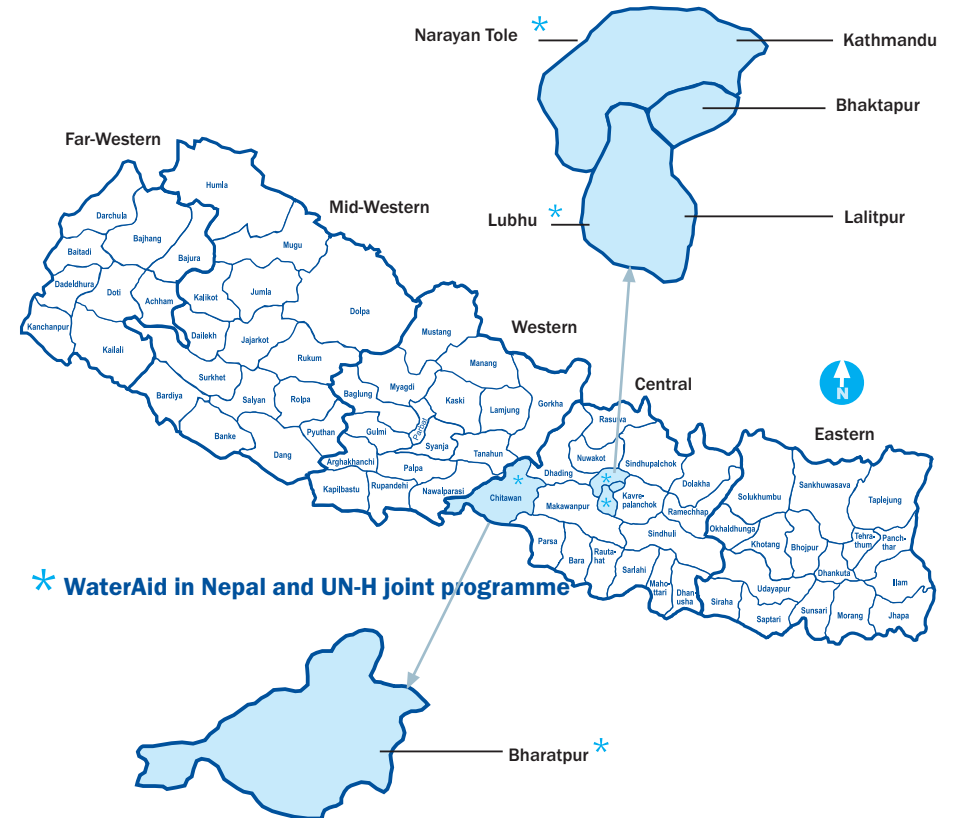 Narayan Tole *
Kathmandu
Bhaktapur
Lubhu *
Lalitpur
Far-Western
Mid-Western
Western
Central
Eastern
N
Humla
Darchula
Bajhang
Bajura
Mugu
Baitadi
Dadeldhura
Doti
Achham
Kalikot
Jumla
Dolpa
Kanchanpur
Kailali
Dailekh
Jajarkot
Rukum
Mustang
Manang
Surkhet
Bardiya
Salyan
Rolpa
Baglung
Myagdi
Kaski
Lamjung
Gorkha
Rasuwa
Banke
Dang
Pyuthan
Gulmi
Parbat
Syanja
Tanahun
Arghakhanchi
Palpa
Kapilbastu
Rupandehi
Nawalparasi
Chitawan
*
Dhading
Nuwakot
Sindhupalchok
*
*
Kavre-
palanchok
Dolakha
Ramechhap
Makawanpur
Sindhuli
Parsa
Bara
Rauta-
hat
Sarlahi
Maho-
ttari
Dhan-
usha
Solukhumbu
Sankhuwasava
Taplejung
Okhaldhunga
Khotang
Bhojpur
Tehra-
thum
Panch-
thar
Dhankuta
Ilam
Siraha
Udayapur
Saptari
Sunsari
Morang
Jhapa
* WaterAid in Nepal and UN-H joint programme
Bharatpur *